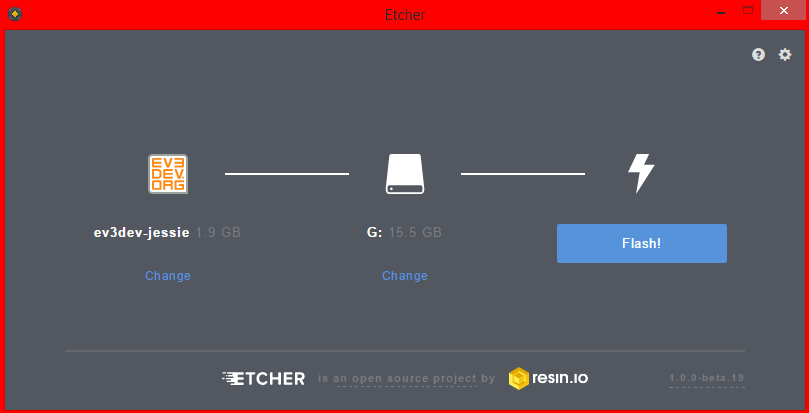 Etcher
EV3
DEV.
ORG
ev3dev-jessie 1.9 GB
Change
G: 15.5 GB
Change
Flash!
ETCHER is an open source project by resin.io
1.0.0-beta.19